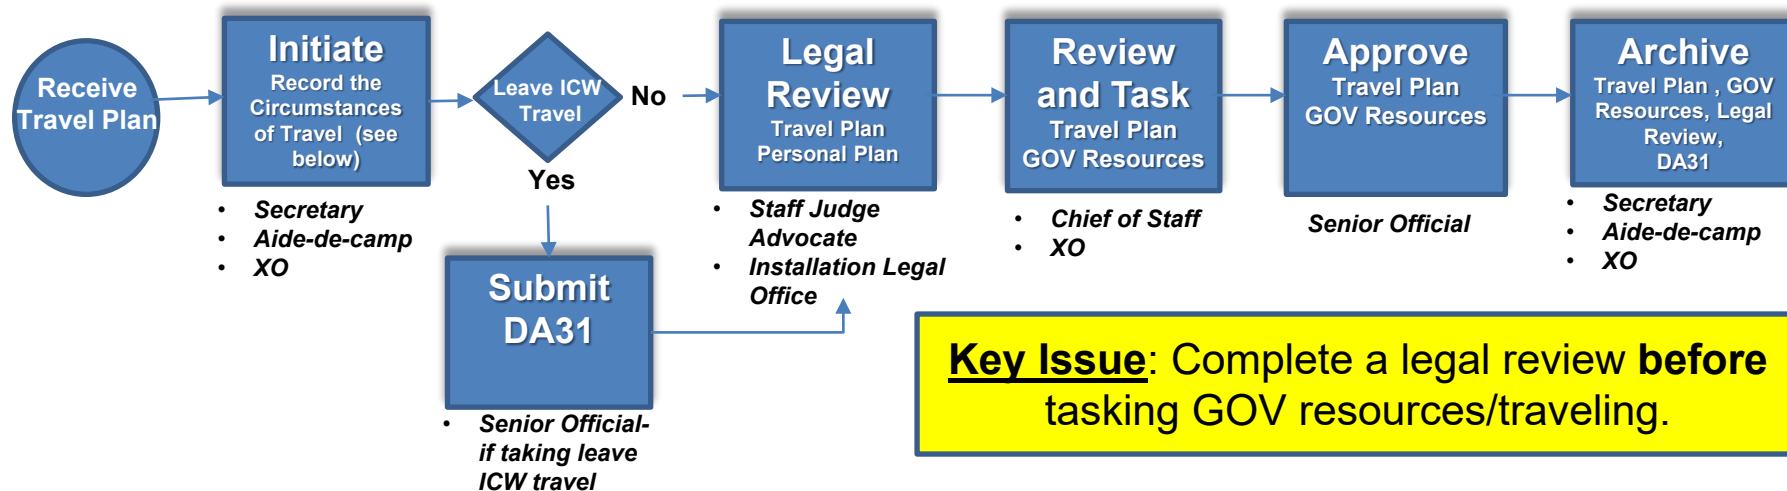 Receive
Travel Plan
Initiate
Record the
Circumstances
of Travel (see
below)
• Secretary
• Aide-de-camp
• XO
Leave ICW
Travel
No
Yes
Submit
DA31
• Senior Official-
if taking leave
ICW travel
Legal
Review
Travel Plan
Personal Plan
• Staff Judge
Advocate
• Installation Legal
Office
Review
and Task
Travel Plan
GOV Resources
• Chief of Staff
• XO
Approve
Travel Plan
GOV Resources
Senior Official
Archive
Travel Plan , GOV
Resources, Legal
Review,
DA31
• Secretary
• Aide-de-camp
• XO
Key Issue: Complete a legal review before
tasking GOV resources/traveling.